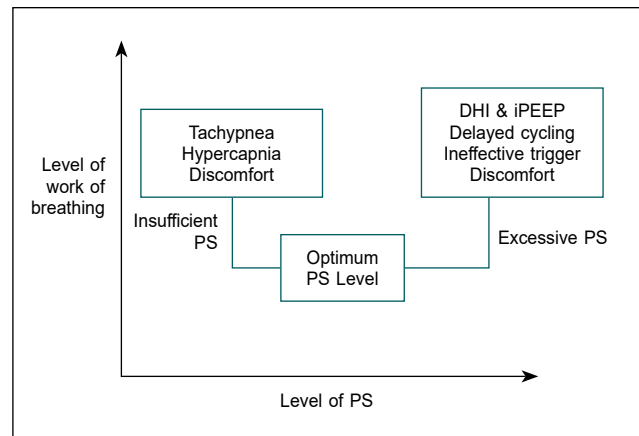 Level of
work of
breathing
Tachypnea
Hypercapnia
Discomfort
Insufficient
PS
Optimum
PS Level
DHI & iPEEP
Delayed cycling
Ineffective trigger
Discomfort
Excessive PS
Level of PS